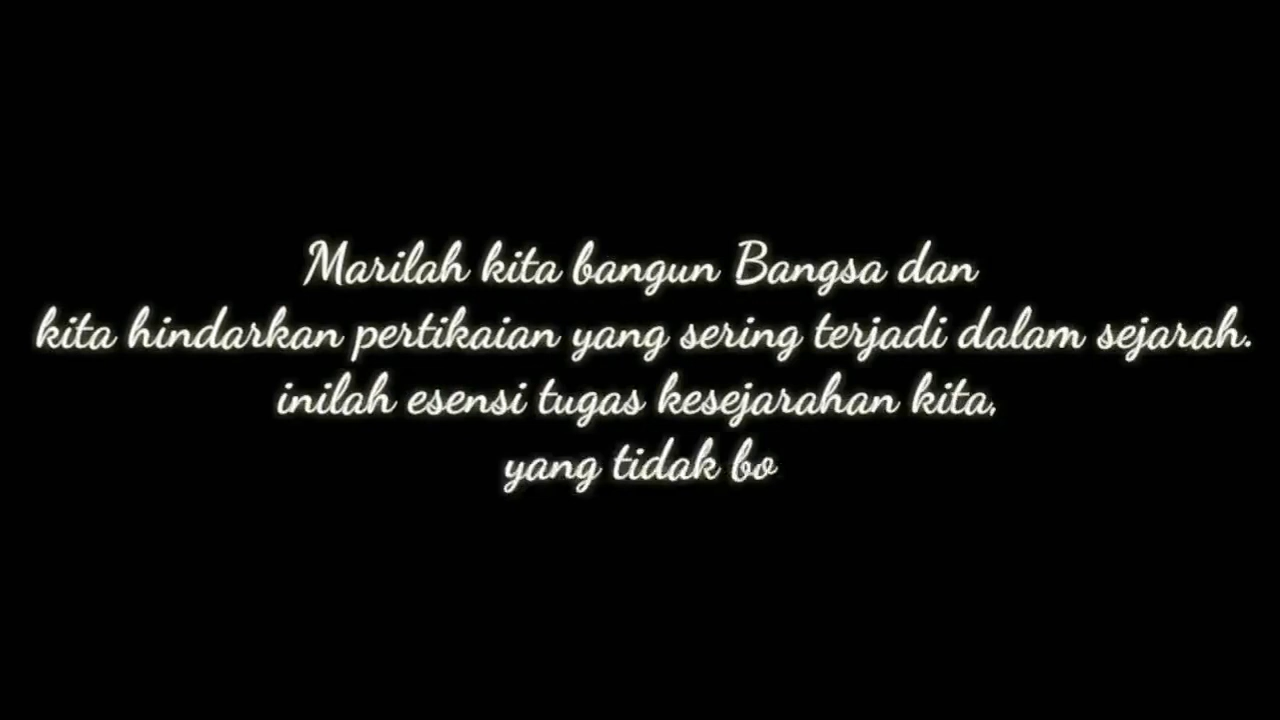 Marilah kita bangun Bangsa dan
kita hindarkan pertikaian yang sering terjadi dalam sejarah.
inilah esensi tugas kesejarahan kita,
yang tidak bo